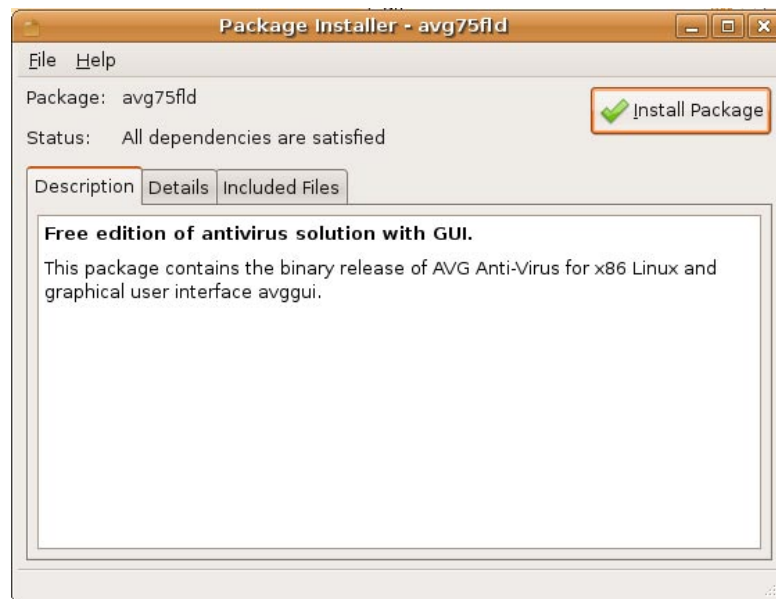 Package Installer - avg75fld
File Help
Package: avg75fld
Install Package
Status: All dependencies are satisfied
Description Details Included Files
Free edition of antivirus solution with GUI.
This package contains the binary release of AVG Anti-Virus for x86 Linux and
graphical user interface avggui.